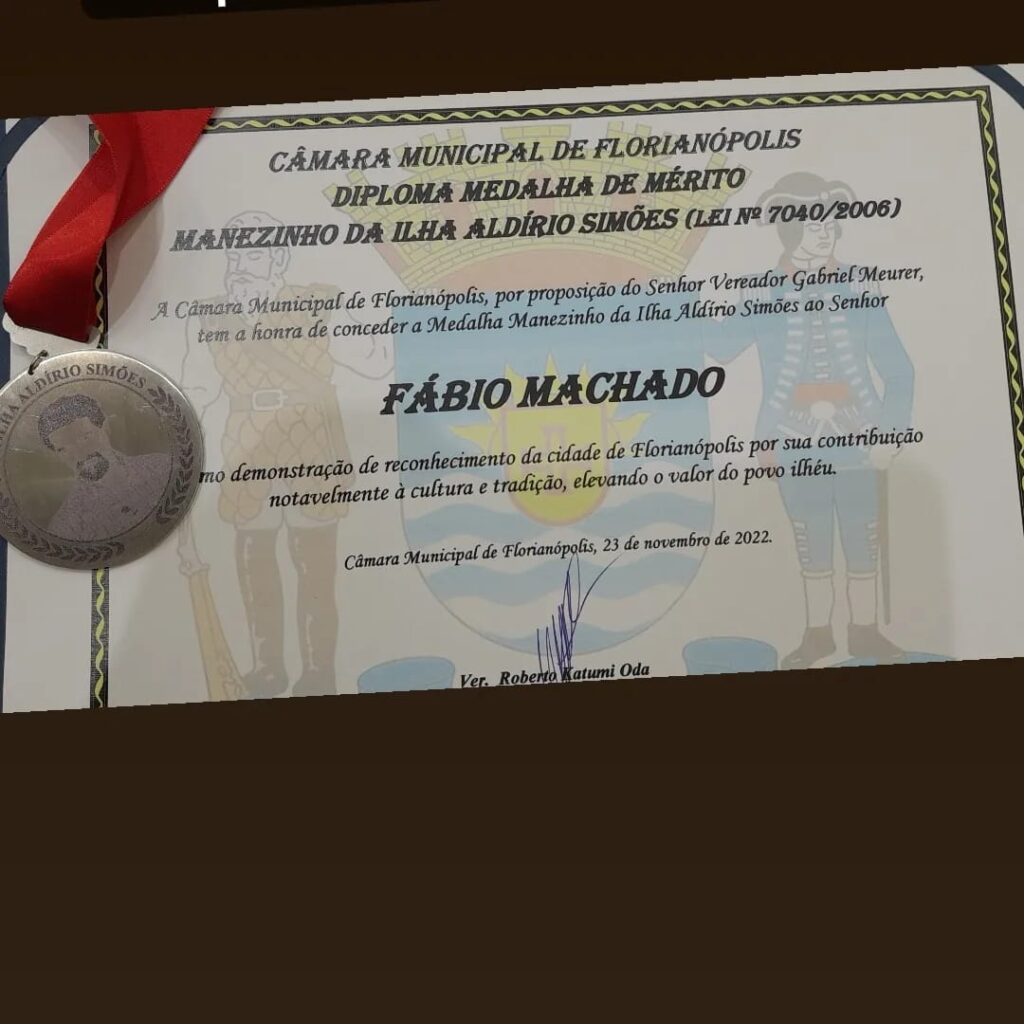 CÂMARA MUNICIPAL DE FLORIANÓPOLIS
DIPLOMA MEDALHA DE MÉRITO
MANEZINHO DA ILHA ALDÍRIO SIMÕES (LEI Nº 7040/2006)
A Câmara Municipal de Florianópolis, por proposição do Senhor Vereador Gabriel Meurer,
tem a honra de conceder a Medalha Manezinho da Ilha Aldírio Simões ao Senhor
FÁBIO MACHADO
mo demonstração de reconhecimento da cidade de Florianópolis por sua contribuição
notavelmente à cultura e tradição, elevando o valor do povo ilhéu.
Câmara Municipal de Florianópolis, 23 de novembro de 2022.
Ver. Roberto Katumi Oda
LHA ALDÍRIO SIMÕES